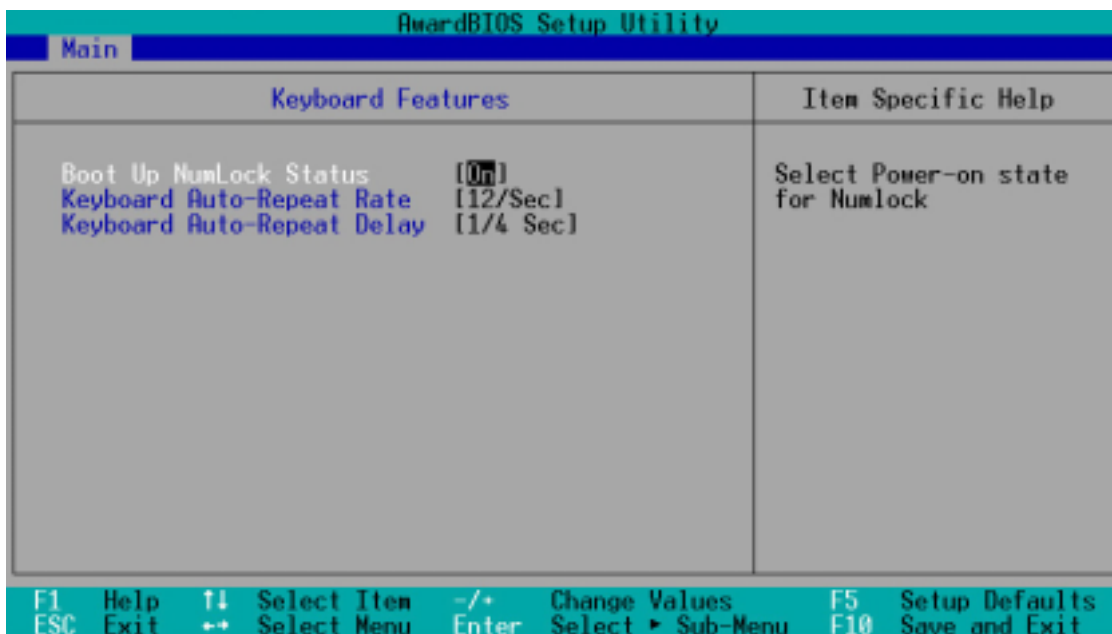 AwardBIOS Setup Utility
Main
Keyboard Features
Item Specific Help
Boot Up NumLock Status [On]
Keyboard Auto-Repeat Rate [12/Sec]
Keyboard Auto-Repeat Delay [1/4 Sec]
Select Power-on state
for Numlock
F1 Help ↑↓ Select Item -/+ Change Values F5 Setup Defaults
ESC Exit ←→ Select Menu Enter Select ► Sub-Menu F10 Save and Exit